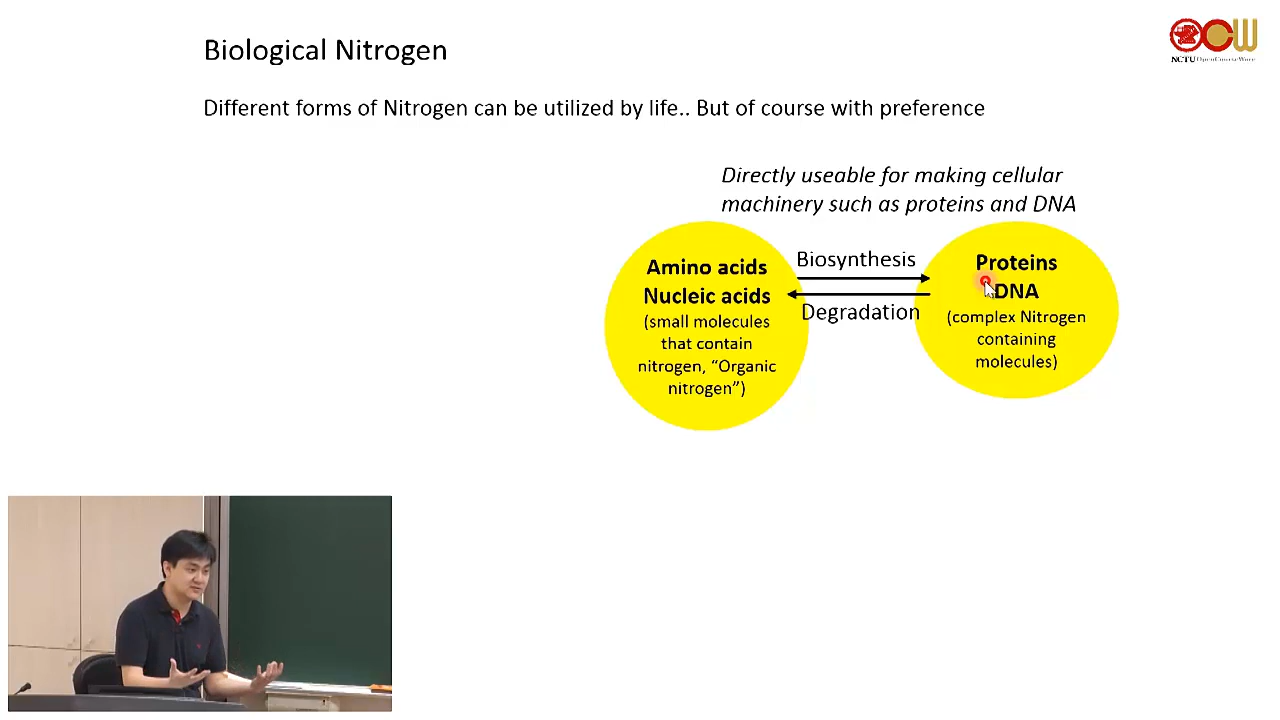 Biological Nitrogen
NCTU OpenCourseWare
Different forms of Nitrogen can be utilized by life.. But of course with preference
Directly useable for making cellular
machinery such as proteins and DNA
Amino acids
Nucleic acids
(small molecules
that contain
nitrogen, “Organic
nitrogen”)
Biosynthesis
Degradation
Proteins
DNA
(complex Nitrogen
containing
molecules)